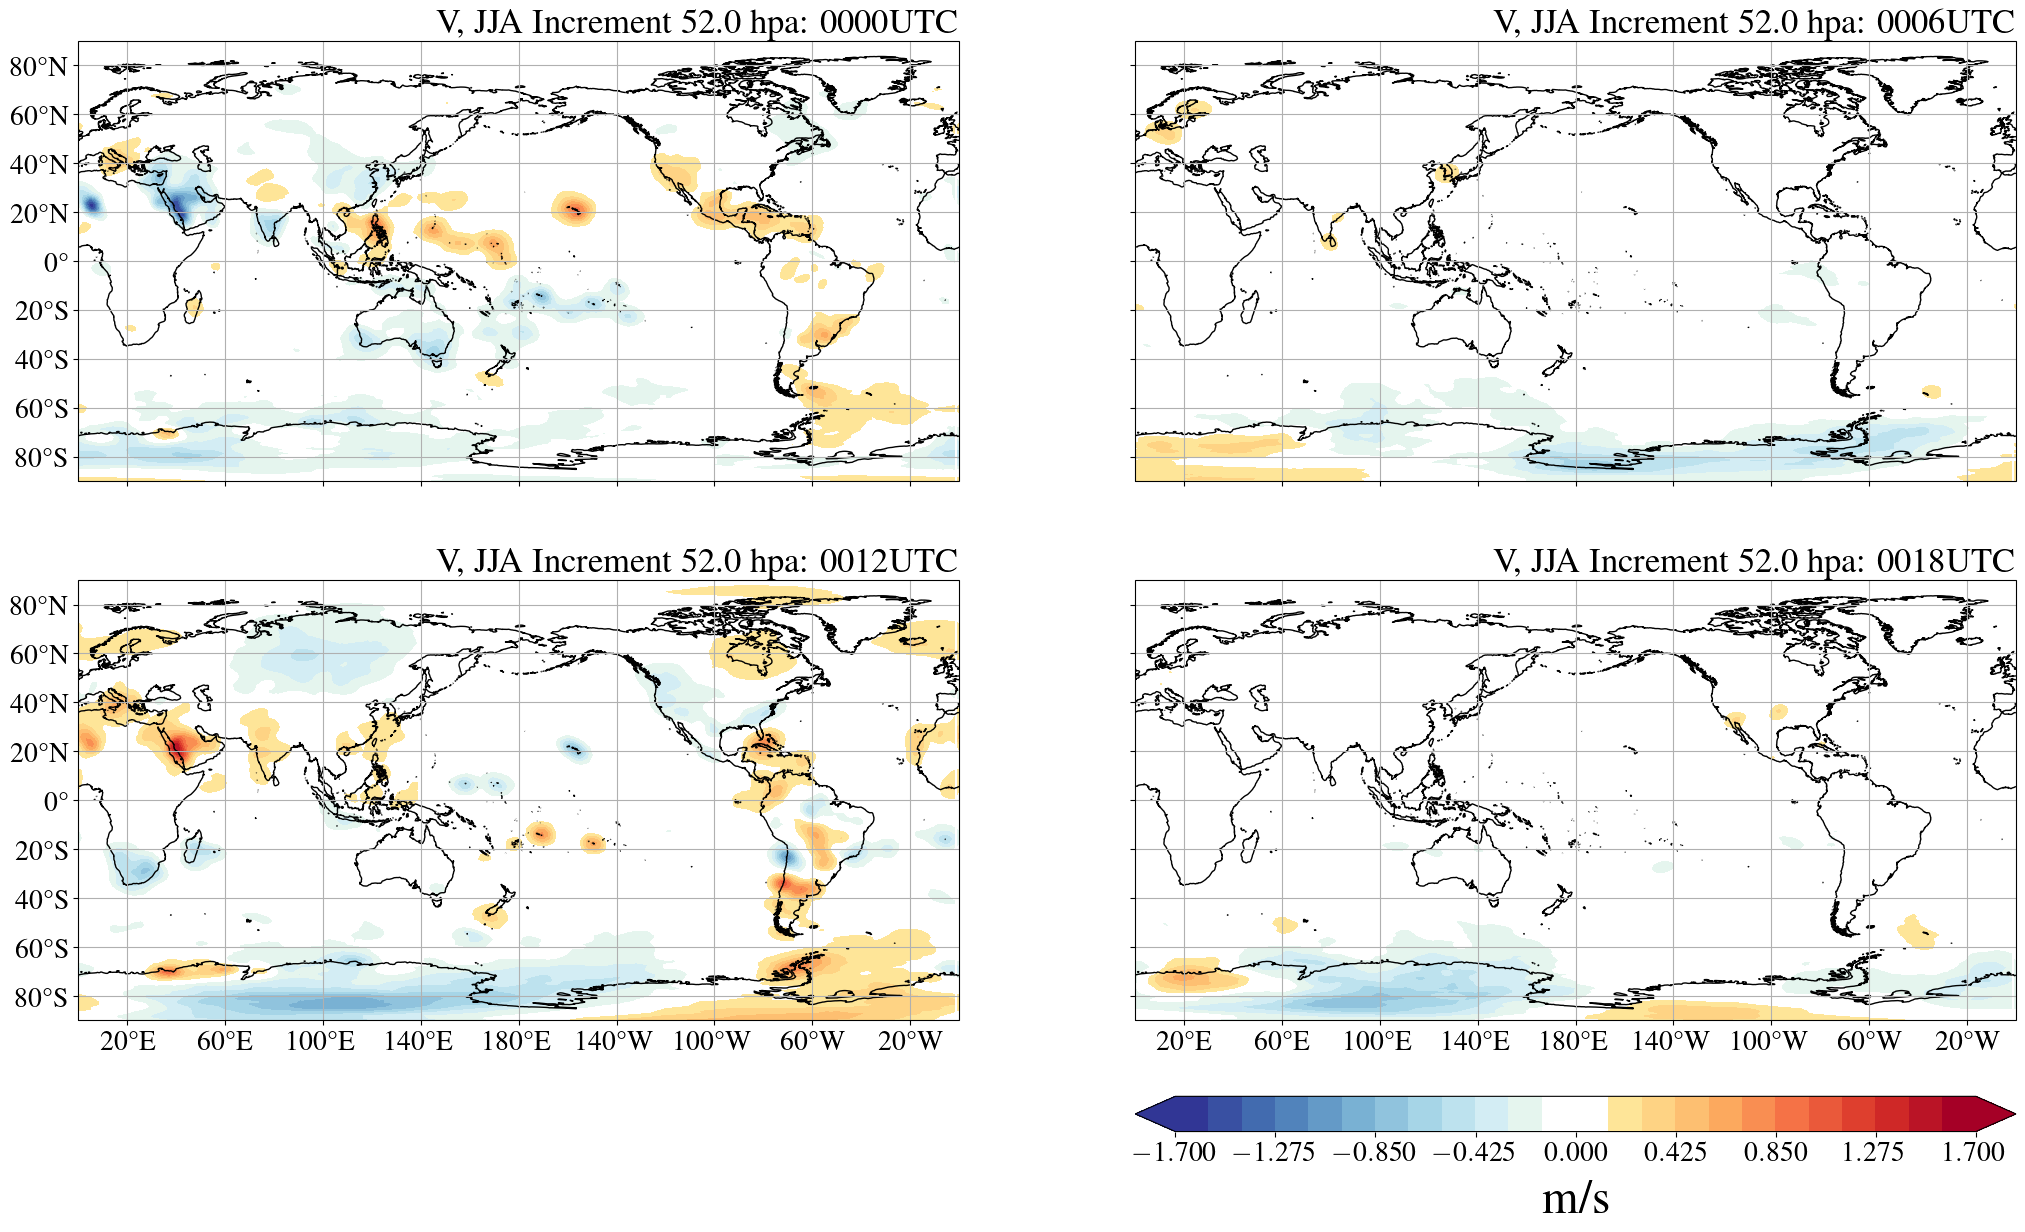 V, JJA Increment 52.0 hpa: 0000UTC
V, JJA Increment 52.0 hpa: 0006UTC
80°N
60°N
40°N
20°N
0°
20°S
40°S
60°S
80°S
V, JJA Increment 52.0 hpa: 0012UTC
V, JJA Increment 52.0 hpa: 0018UTC
80°N
60°N
40°N
20°N
0°
20°S
40°S
60°S
80°S
20°E 60°E 100°E 140°E 180°E 140°W 100°W 60°W 20°W
20°E 60°E 100°E 140°E 180°E 140°W 100°W 60°W 20°W
−1.700 −1.275 −0.850 −0.425 0.000 0.425 0.850 1.275 1.700
m/s